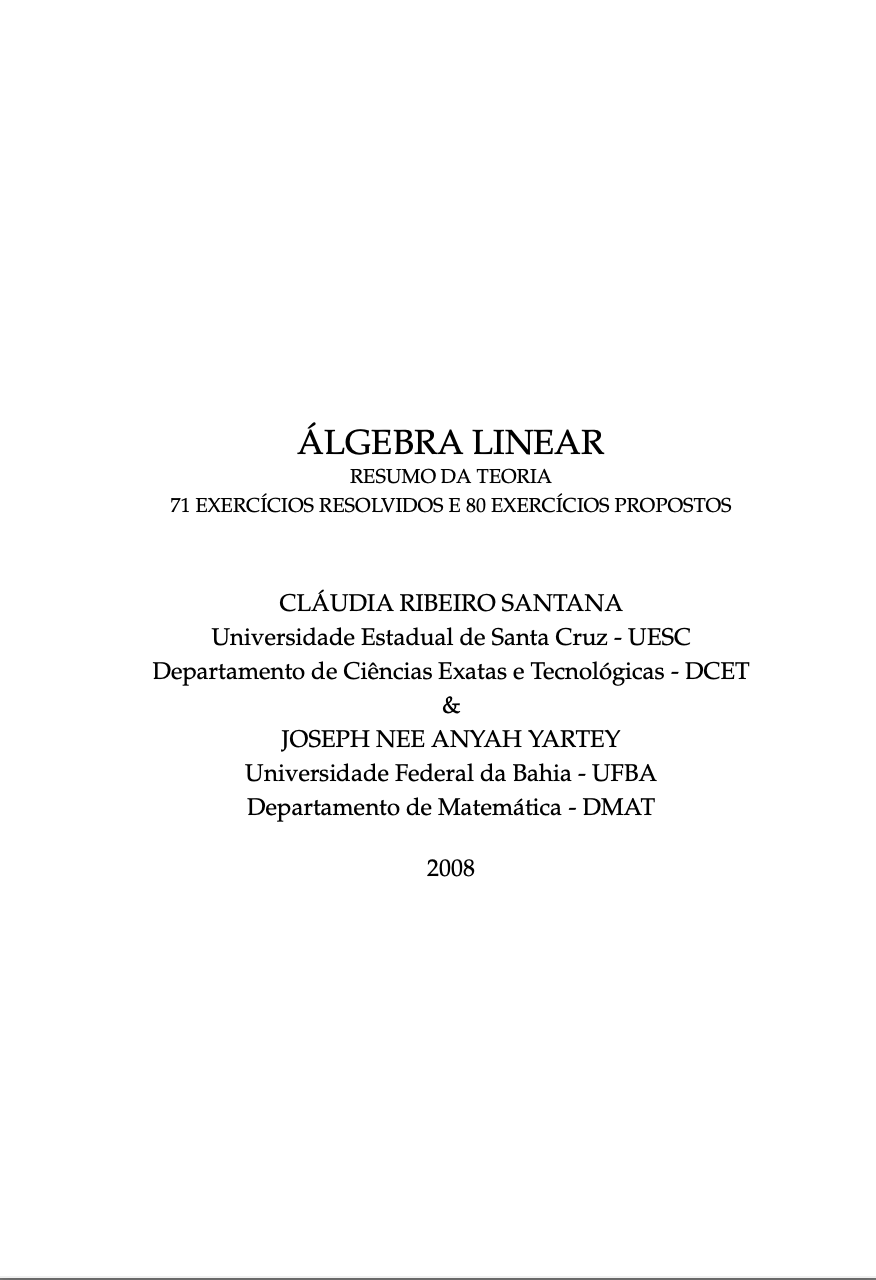 ÁLGEBRA LINEAR
RESUMO DA TEORIA
71 EXERCÍCIOS RESOLVIDOS E 80 EXERCÍCIOS PROPOSTOS
CLÁUDIA RIBEIRO SANTANA
Universidade Estadual de Santa Cruz - UESC
Departamento de Ciências Exatas e Tecnológicas - DCET
&
JOSEPH NEE ANYAH YARTEY
Universidade Federal da Bahia - UFBA
Departamento de Matemática - DMAT
2008